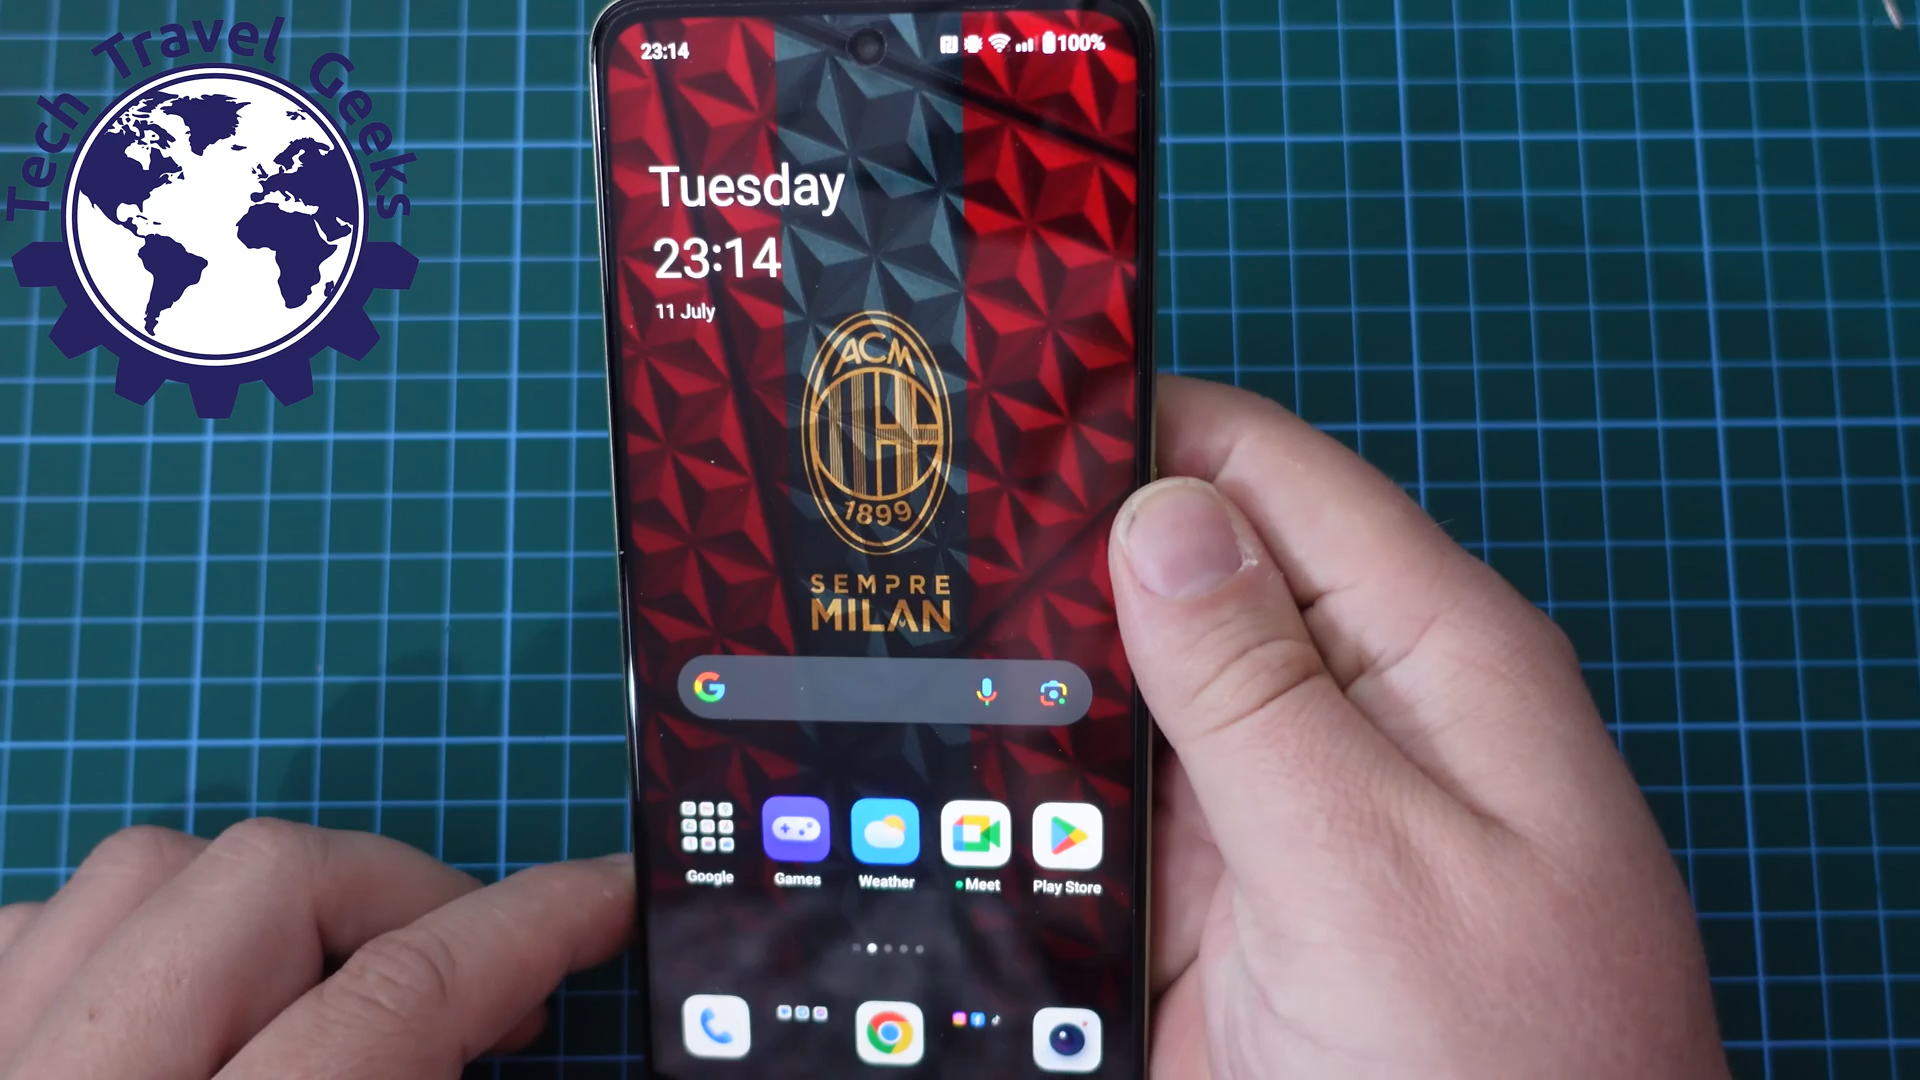 Tech Travel Geeks
23:14
100%
Tuesday
23:14
11 July
ACM
1899
SEMPRE
MILAN
Google
Games
Weather
Meet
Play Store